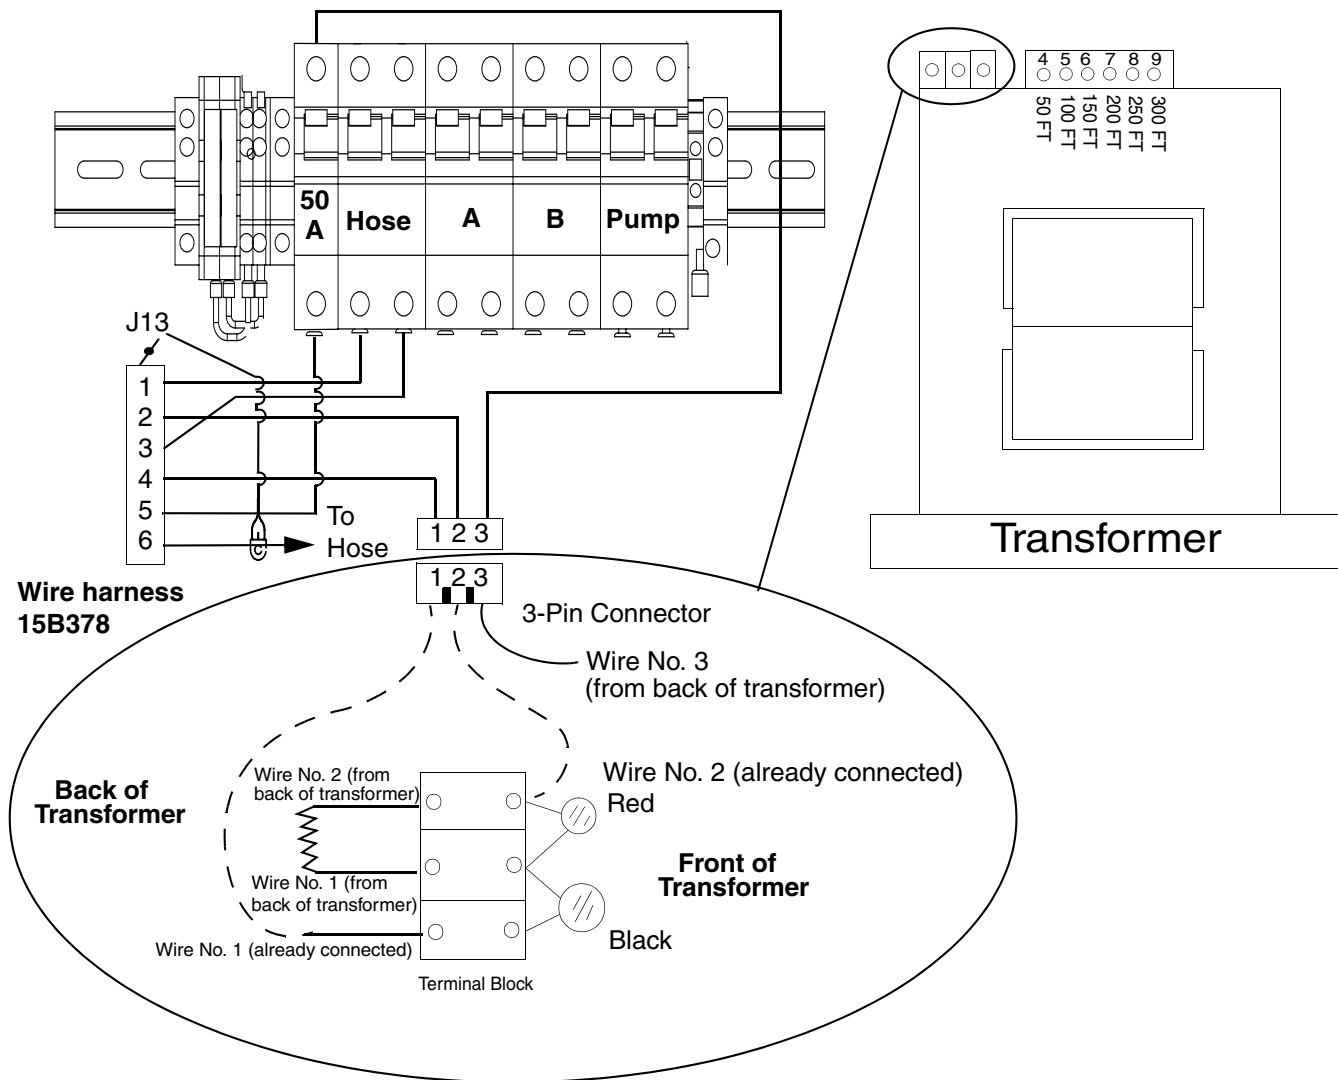 4 5 6 7 8 9
50 FT
100 FT
150 FT
200 FT
250 FT
300 FT
50
A
Hose
A
B
Pump
J13
1
2
3
4
5
6
To
Hose
1 2 3
Transformer
Wire harness
15B378
1 2 3
3-Pin Connector
Wire No. 3
(from back of transformer)
Back of
Transformer
Wire No. 2 (from
back of transformer)
Wire No. 2 (already connected)
Red
Front of
Transformer
Wire No. 1 (from
back of transformer)
Wire No. 1 (already connected)
Black
Terminal Block